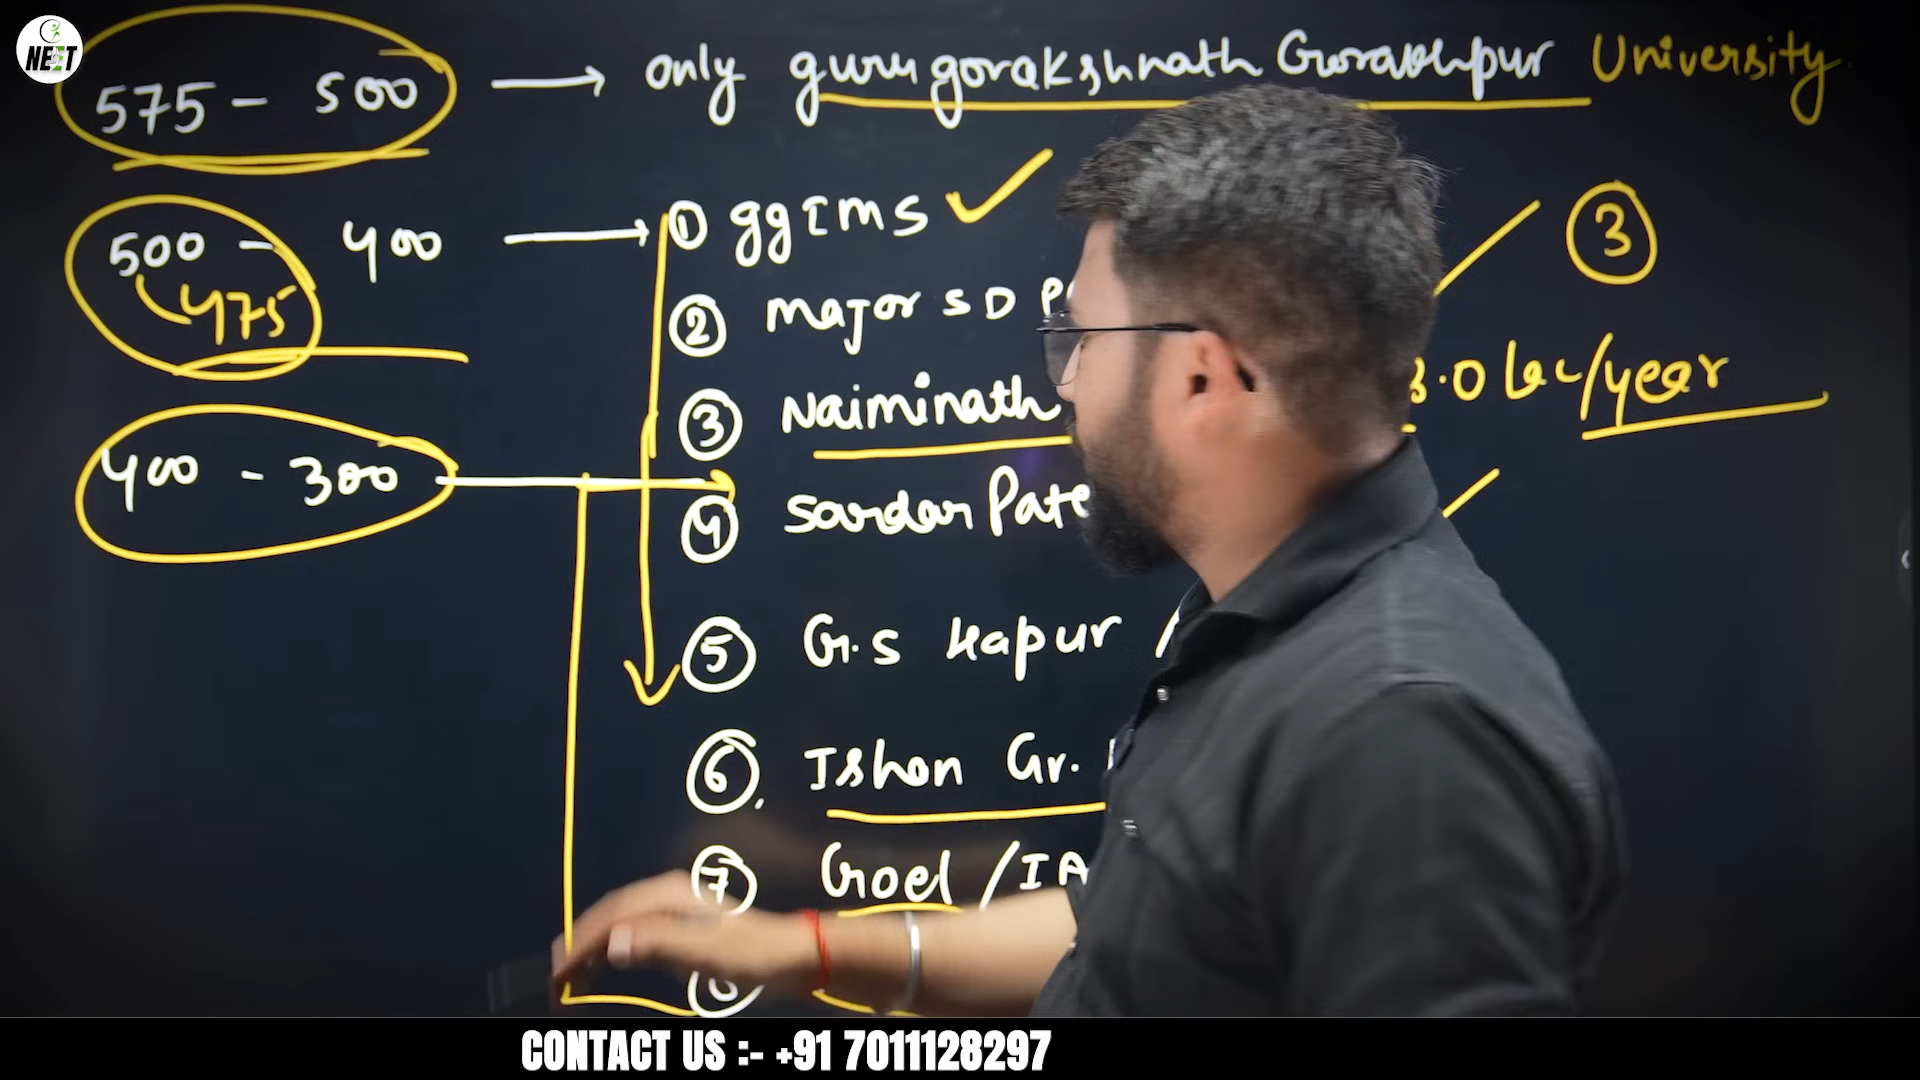 NEET
575 - 500 → only guru gorakshnath Gorakhpur University
500 - 400 → ① ggIMS ✓ ③
475
② Major S D
③ Naiminath 3.0 lac/year
400 - 300 →
④ Sardar Pate
⑤ G.S Hapur /
⑥ Ishan Gr.
⑦ Goel / IA
CONTACT US :- +91 7011128297